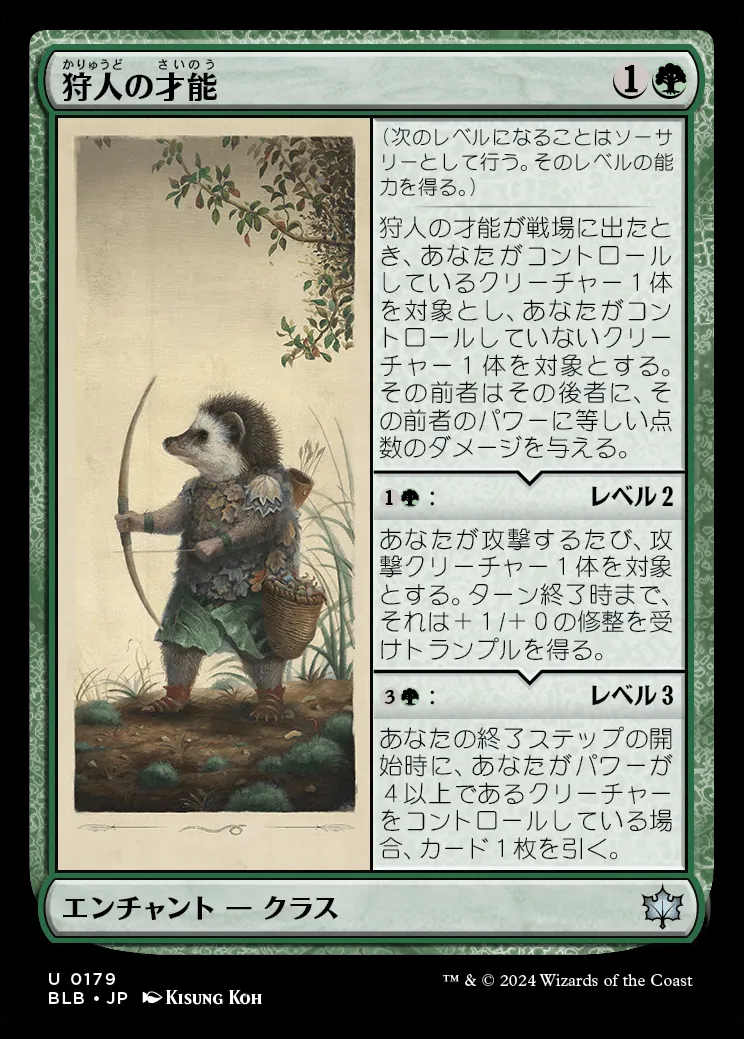 かりゅうど さいのう
狩人の才能 1
(次のレベルになることはソーサ
リーとして行う。そのレベルの能
力を得る。)
狩人の才能が戦場に出たと
き、あなたがコントロール
しているクリーチャー1体
を対象とし、あなたがコン
トロールしていないクリー
チャー1体を対象とする。
その前者はその後者に、そ
の前者のパワーに等しい点
数のダメージを与える。
1 : レベル2
あなたが攻撃するたび、攻
撃クリーチャー1体を対象
とする。ターン終了時まで、
それは+1/+0の修整を受
けトランプルを得る。
3 : レベル3
あなたの終了ステップの開
始時に、あなたがパワーが
4以上であるクリーチャー
をコントロールしている場
合、カード1枚を引く。
エンチャント — クラス
U 0179
BLB • JP KISUNG KOH
™ & © 2024 Wizards of the Coast